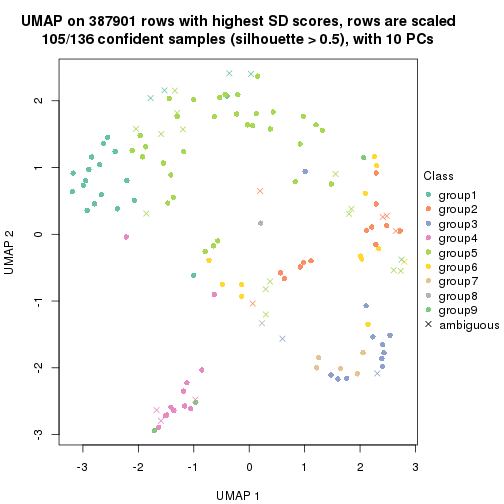 UMAP on 387901 rows with highest SD scores, rows are scaled
105/136 confident samples (silhouette > 0.5), with 10 PCs
UMAP 2
2
1
0
-1
-2
-3
-3
-2
-1
0
1
2
3
UMAP 1
Class
group1
group2
group3
group4
group5
group6
group7
group8
group9
ambiguous